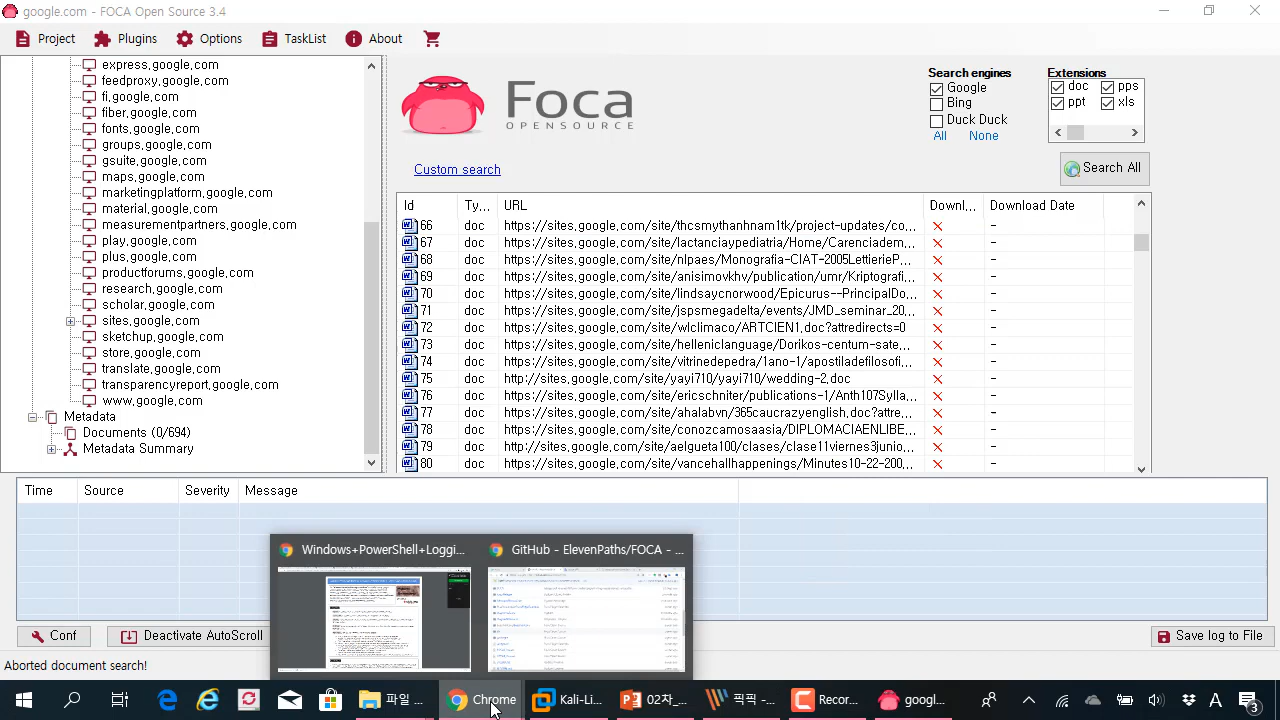 google.com - FOCA Open Source 3.4
Project Plugins Options TaskList About
express.google.com
feedproxy.google.com
fi.google.com
fiber.google.com
fonts.google.com
groups.google.com
gsuite.google.com
maps.google.com
marketingplatform.google.com
material.google.com
measurementpartners.google.com
play.google.com
plus.google.com
productforums.google.com
research.google.com
scholar.google.com
sites.google.com
sketchup.google.com
store.google.com
translate.google.com
transparencyreport.google.com
www.google.com
Metadata
Documents (0/694)
Metadata Summary
Foca
OPENSOURCE
Search engines
Google
Bing
Duck Duck
All None
Extensions
doc pps
ppt xls
Custom search
Search All
Id Ty... URL Downl... Download Date
66 doc https://sites.google.com/site/thcsmythanhnam1tk/project-updates/co... -
67 doc https://sites.google.com/site/lactanciaypediatria/Home/Carenciadem... -
68 doc https://sites.google.com/site/nlpaes/Monografia-CIAT-2005LettierieP... -
69 doc https://sites.google.com/site/anisimovkhv/publication/umr/Kriptografi... -
70 doc https://sites.google.com/site/lindsaycnorwood/Epicurus--PrincipalDo... -
71 doc https://sites.google.com/site/jspsmegadelta/events/JMD_seminar_20... -
72 doc https://sites.google.com/site/wlclimaco/ARTCIEN1.doc?attredirects=0 -
73 doc https://sites.google.com/site/helleniclanguage/Dorikos-centum-sate... -
74 doc https://sites.google.com/site/vitrinedepedra/1ano-1/apostiladefilosofi... -
75 doc http://sites.google.com/site/yayi710/yayi710/wedding-2.doc -
76 doc https://sites.google.com/site/ericschniter/publications-1/Anth107Sylla... -
77 doc https://sites.google.com/site/ahalabvn/365caucrazyenglish.doc?attre... -
78 doc https://sites.google.com/site/conozcamosaasia/DIPLOMACIAENLIBE... -
79 doc http://sites.google.com/site/aelgueta100/clases/clase11viernes3junio... -
80 doc http://sites.google.com/site/vancehallhappenings/Minutes10-22-200... -
Time Source Severity Message
Windows+PowerShell+Loggi...
GitHub - ElevenPaths/FOCA - ...
Conf
Deactivate AutoScroll
파일 ...
Chrome
Kali-Li...
02차_...
픽픽 -...
Recor...
googl...
A
3